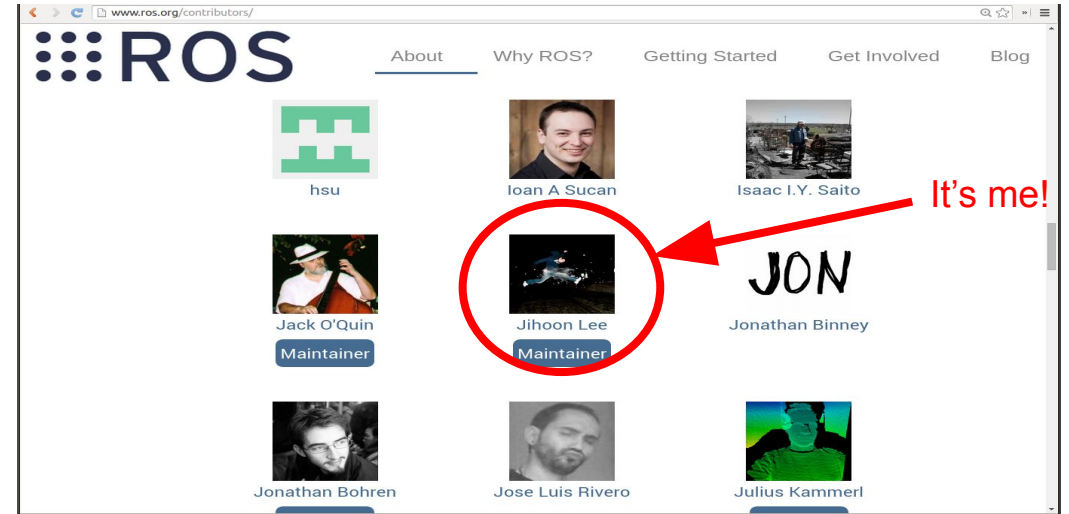 www.ros.org/contributors/
ROS
About Why ROS? Getting Started Get Involved Blog
hsu Ioan A Sucan Isaac I.Y. Saito
It's me!
JON
Jack O'Quin Jihoon Lee Jonathan Binney
Maintainer Maintainer
Jonathan Bohren Jose Luis Rivero Julius Kammerl